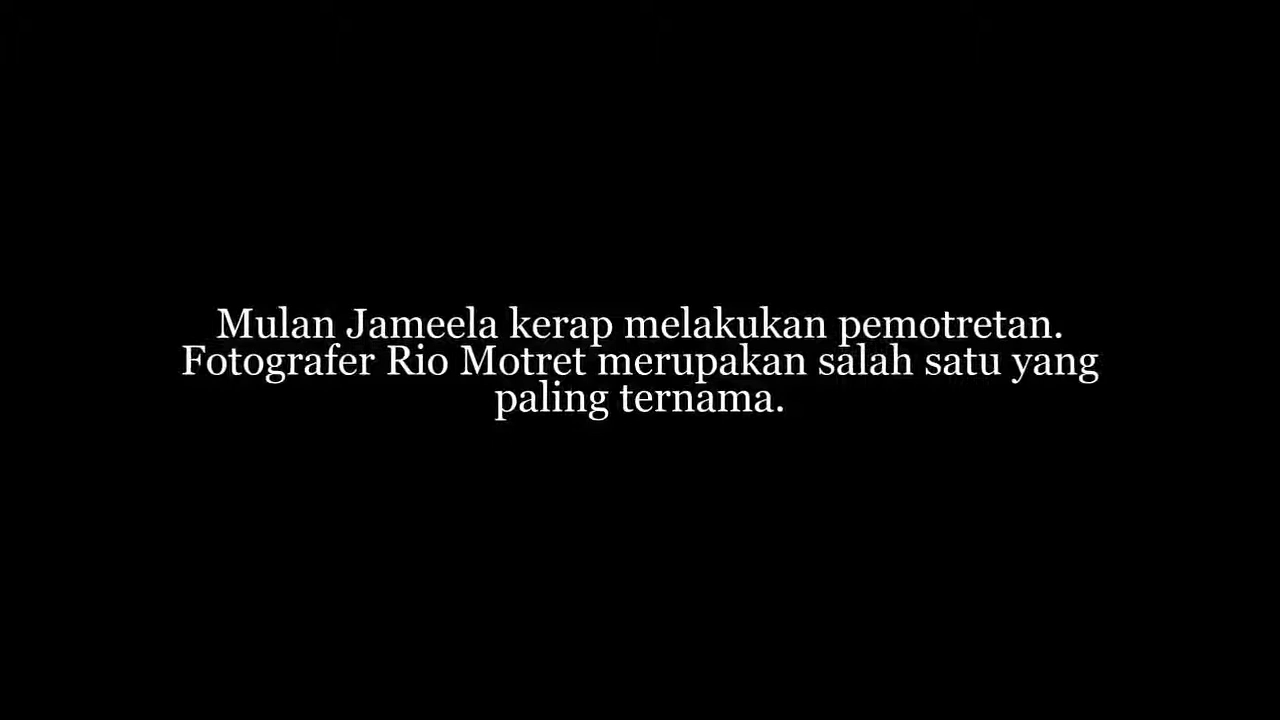 Mulan Jameela kerap melakukan pemotretan.
Fotografer Rio Motret merupakan salah satu yang
paling ternama.